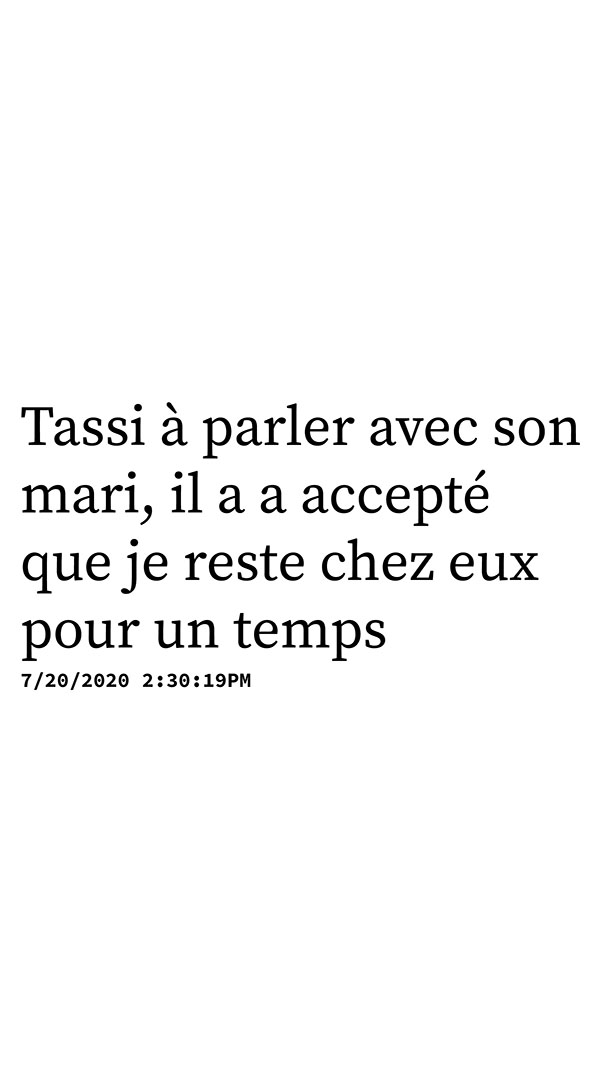 Tassi à parler avec son
mari, il a a accepté
que je reste chez eux
pour un temps
7/20/2020 2:30:19PM